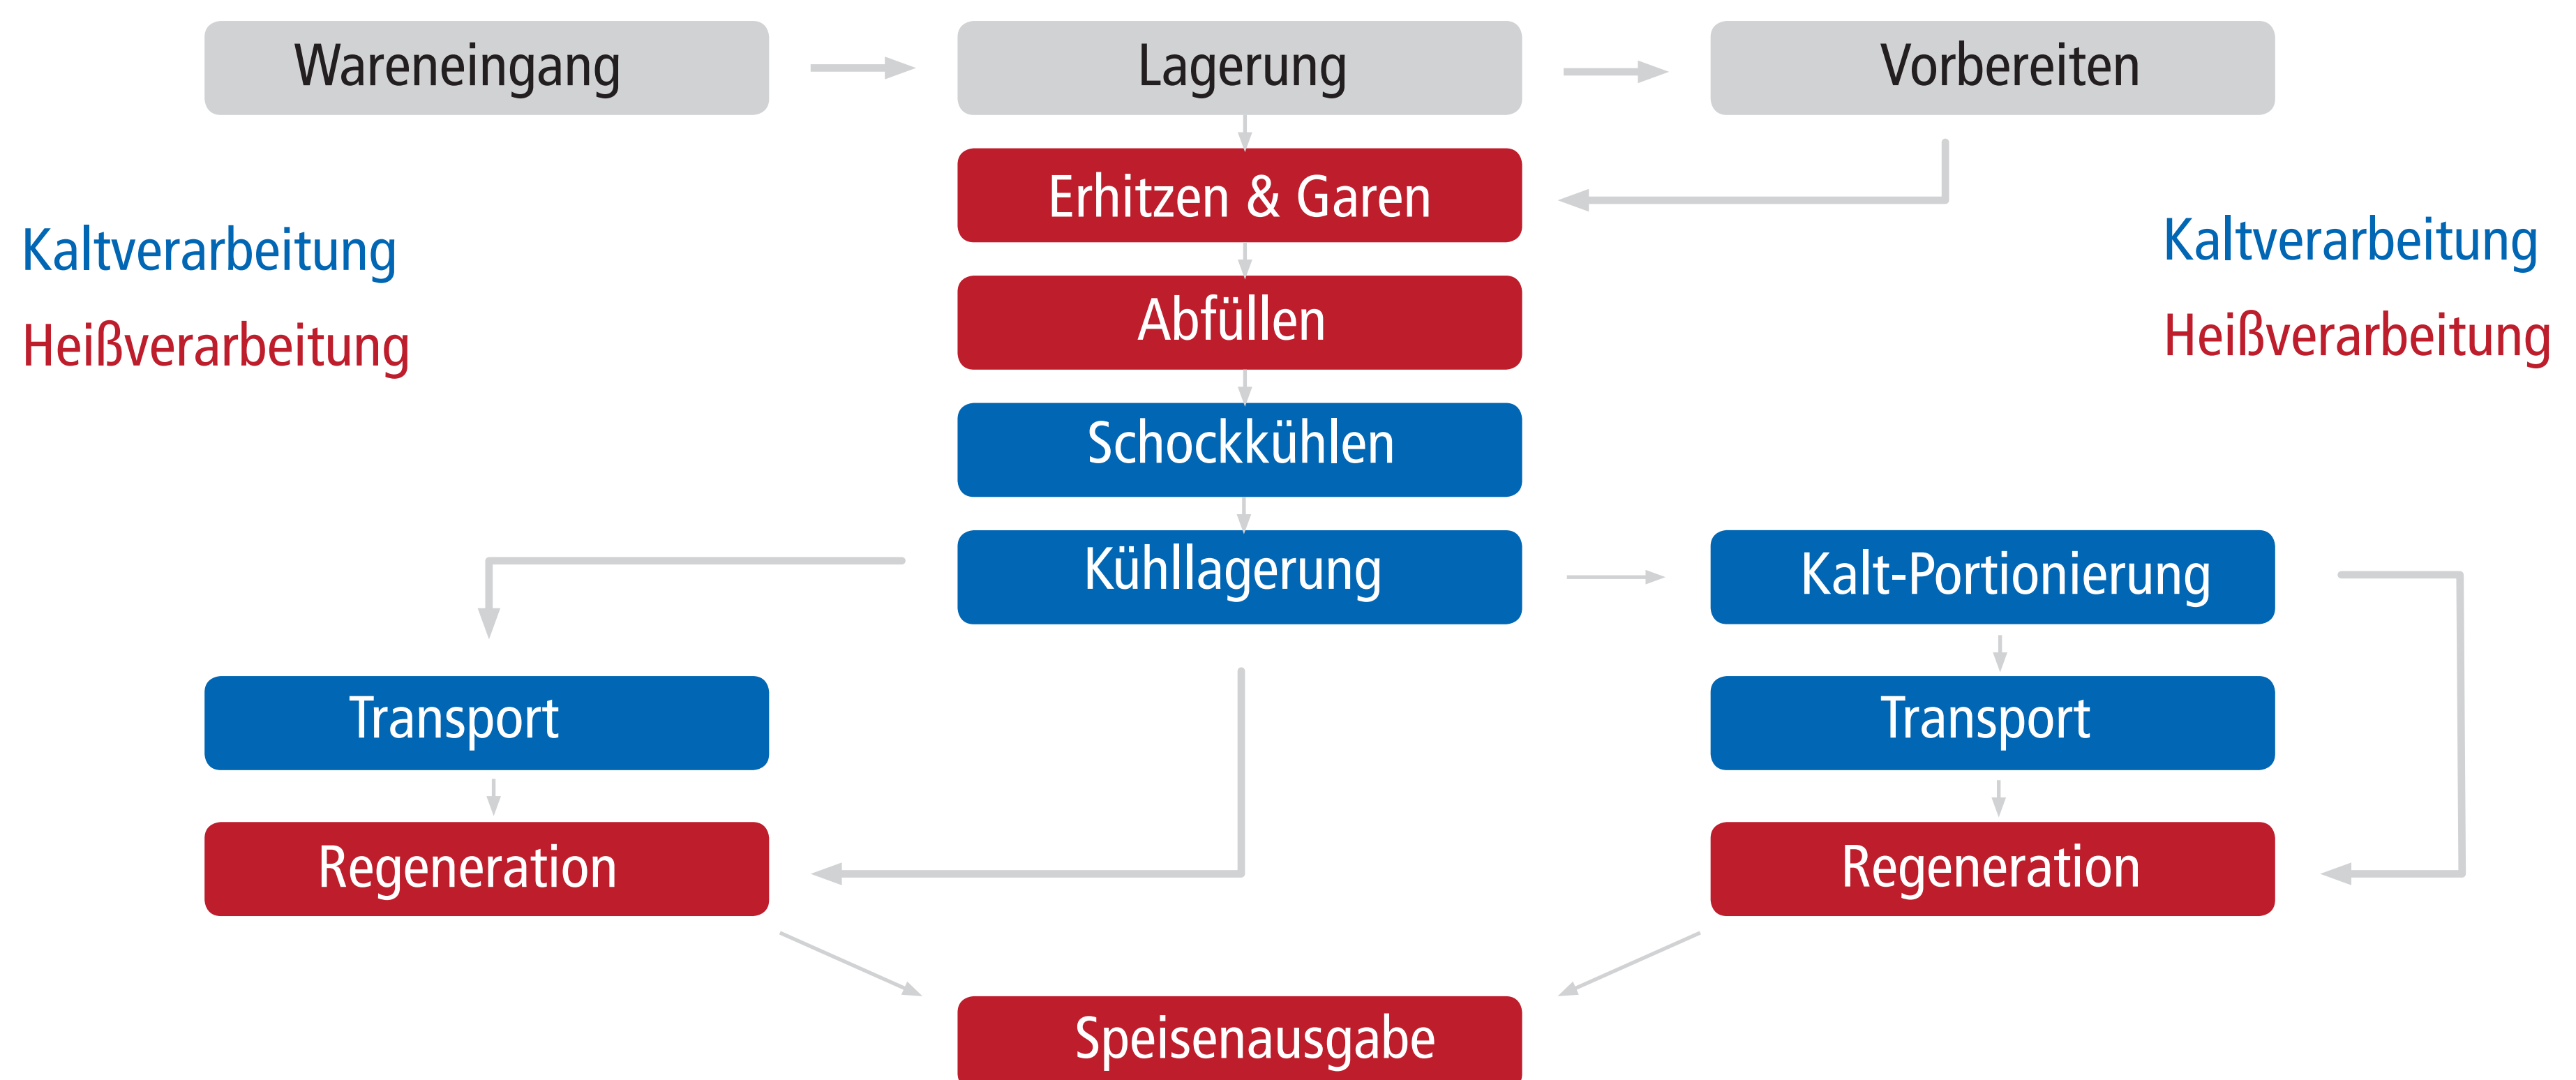 Wareneingang
Lagerung
Vorbereiten
Erhitzen & Garen
Kaltverarbeitung
Kaltverarbeitung
Heißverarbeitung
Abfüllen
Heißverarbeitung
Schockkühlen
Kühllagerung
Kalt-Portionierung
Transport
Transport
Regeneration
Regeneration
Speisenausgabe